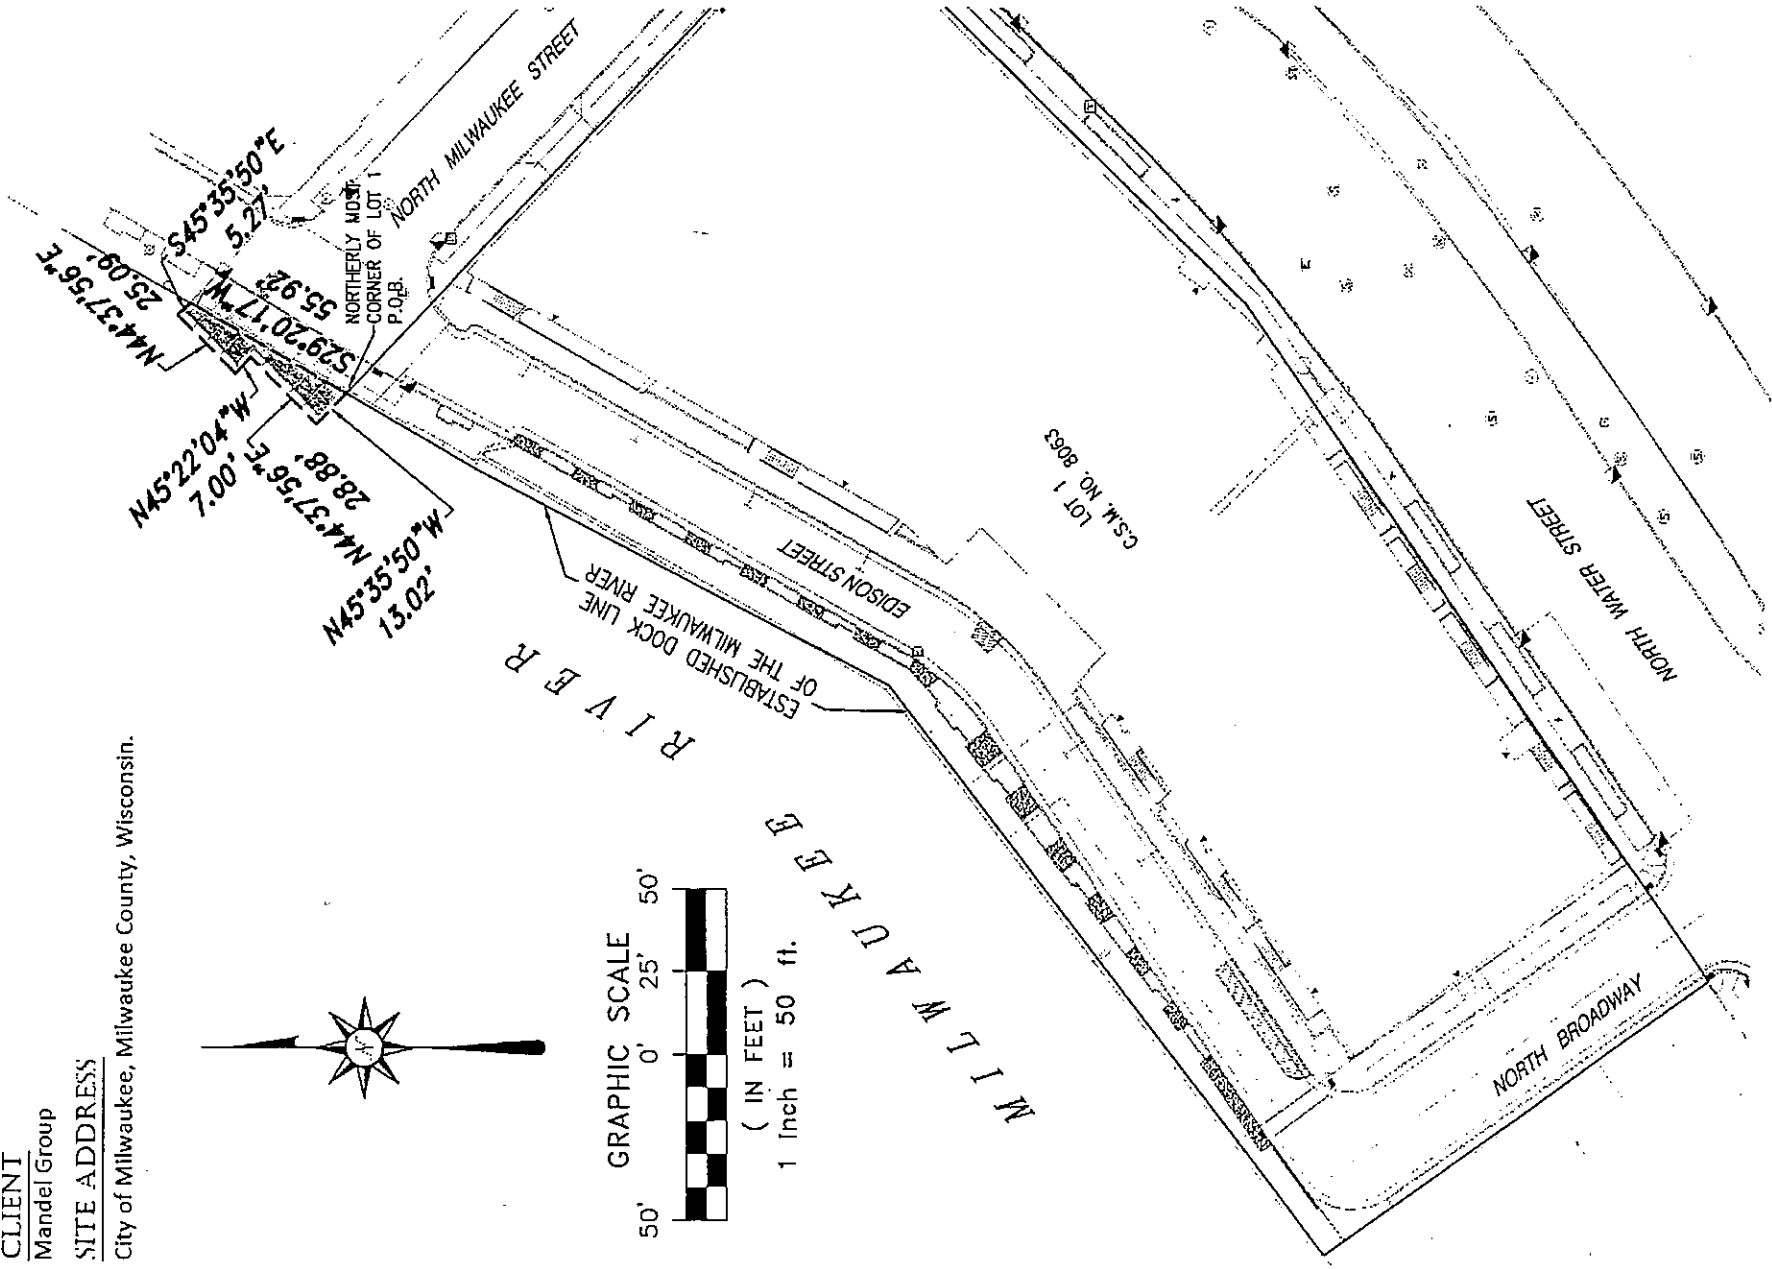 CLIENT
Mandel Group
SITE ADDRESS
City of Milwaukee, Milwaukee County, Wisconsin.
GRAPHIC SCALE
50' 0' 25' 50'
( IN FEET )
1 inch = 50 ft.
MILWAUKEE RIVER
N44°37'56"E
25.09'
S45°35'50"E
5.27'
S29°20'17"W
55.92'
N45°22'04"W
7.00'
N44°37'56"E
28.88'
N45°35'50"W
13.02'
NORTHERLY MOST
CORNER OF LOT 1
P.O.B.
NORTH MILWAUKEE STREET
ESTABLISHED DOCK LINE
OF THE MILWAUKEE RIVER
EDISON STREET
LOT 1
C.S.M. NO. 8063
NORTH WATER STREET
NORTH BROADWAY